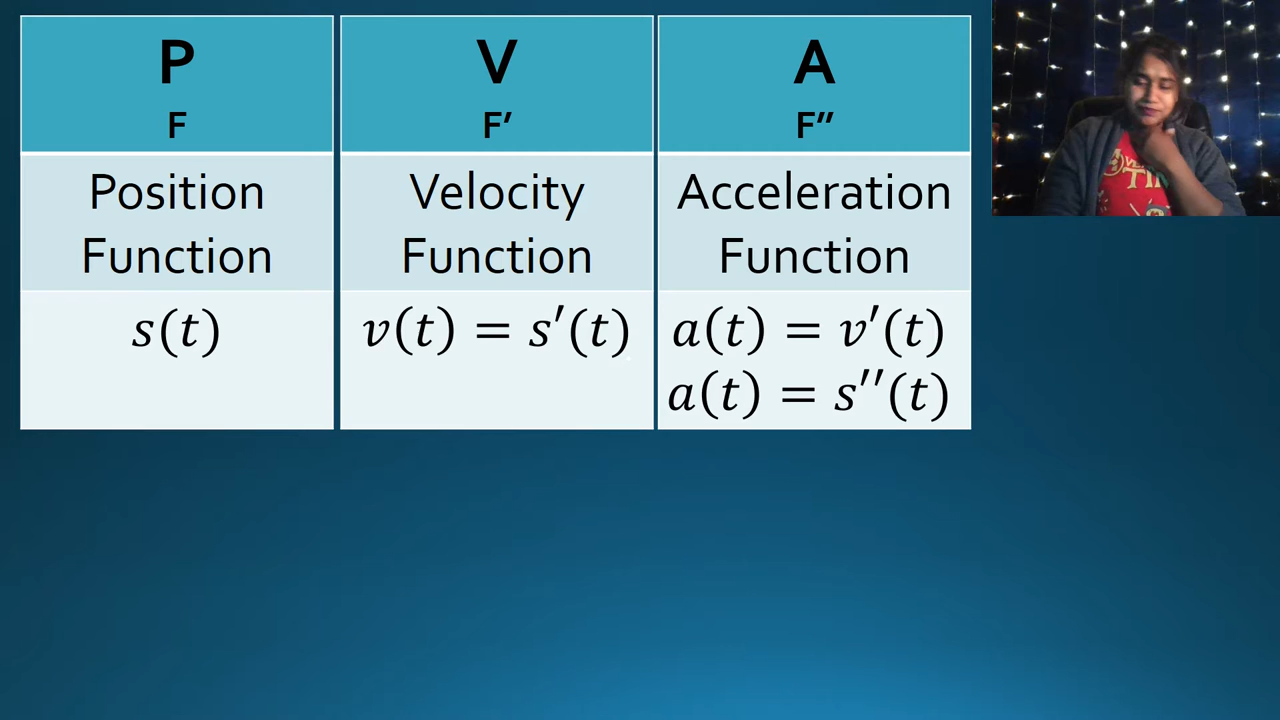 P
F
V
F′
A
F″
Position
Function
Velocity
Function
Acceleration
Function
s(t)
v(t) = s′(t)
a(t) = v′(t)
a(t) = s′′(t)